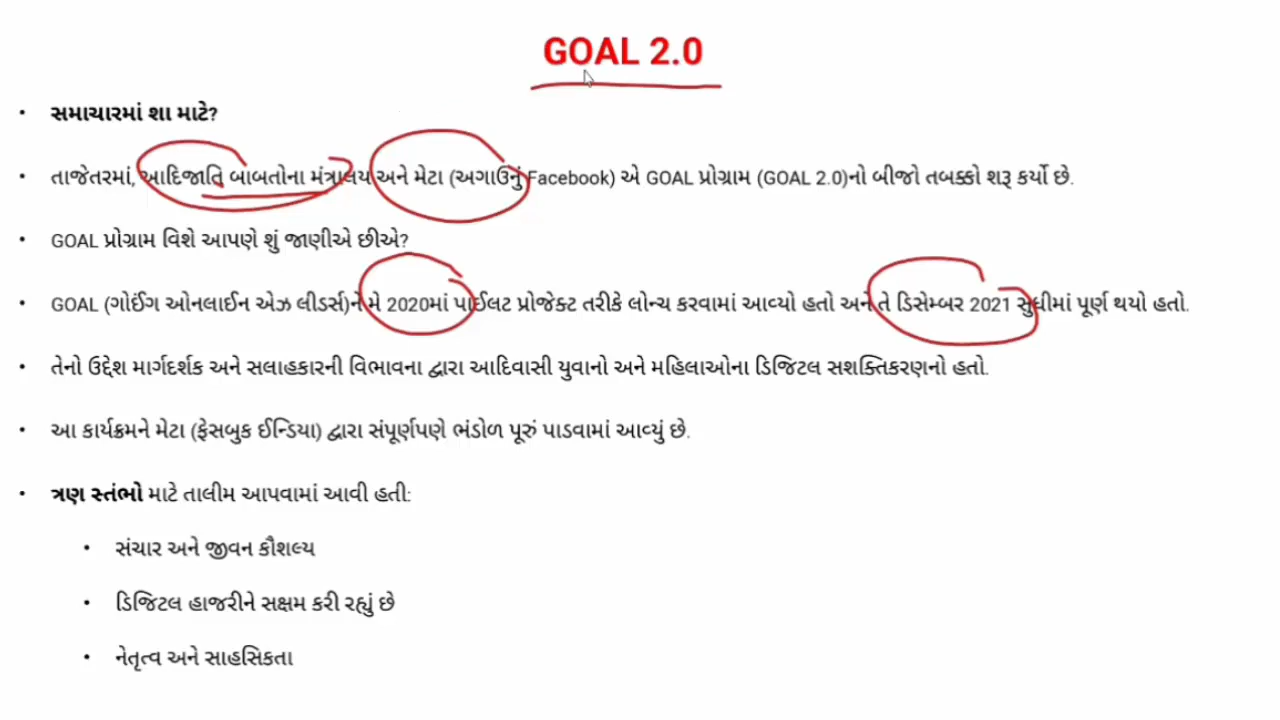 GOAL 2.0
• સમાચારમાં શા માટે?
• તાજેતરમાં, આદિજાતિ બાબતોના મંત્રાલય અને મેટા (અગાઉનું Facebook) એ GOAL પ્રોગ્રામ (GOAL 2.0)નો બીજો તબક્કો શરૂ કર્યો છે.
• GOAL પ્રોગ્રામ વિશે આપણે શું જાણીએ છીએ?
• GOAL (ગોઈંગ ઓનલાઈન એઝ લીડર્સ)ને મે 2020માં પાઈલટ પ્રોજેક્ટ તરીકે લોન્ચ કરવામાં આવ્યો હતો અને તે ડિસેમ્બર 2021 સુધીમાં પૂર્ણ થયો હતો.
• તેનો ઉદ્દેશ માર્ગદર્શક અને સલાહકારની વિભાવના દ્વારા આદિવાસી યુવાનો અને મહિલાઓના ડિજિટલ સશક્તિકરણનો હતો.
• આ કાર્યક્રમને મેટા (ફેસબુક ઈન્ડિયા) દ્વારા સંપૂર્ણપણે ભંડોળ પૂરું પાડવામાં આવ્યું છે.
• ત્રણ સ્તંભો માટે તાલીમ આપવામાં આવી હતી:
• સંચાર અને જીવન કૌશલ્ય
• ડિજિટલ હાજરીને સક્ષમ કરી રહ્યું છે
• નેતૃત્વ અને સાહસિકતા